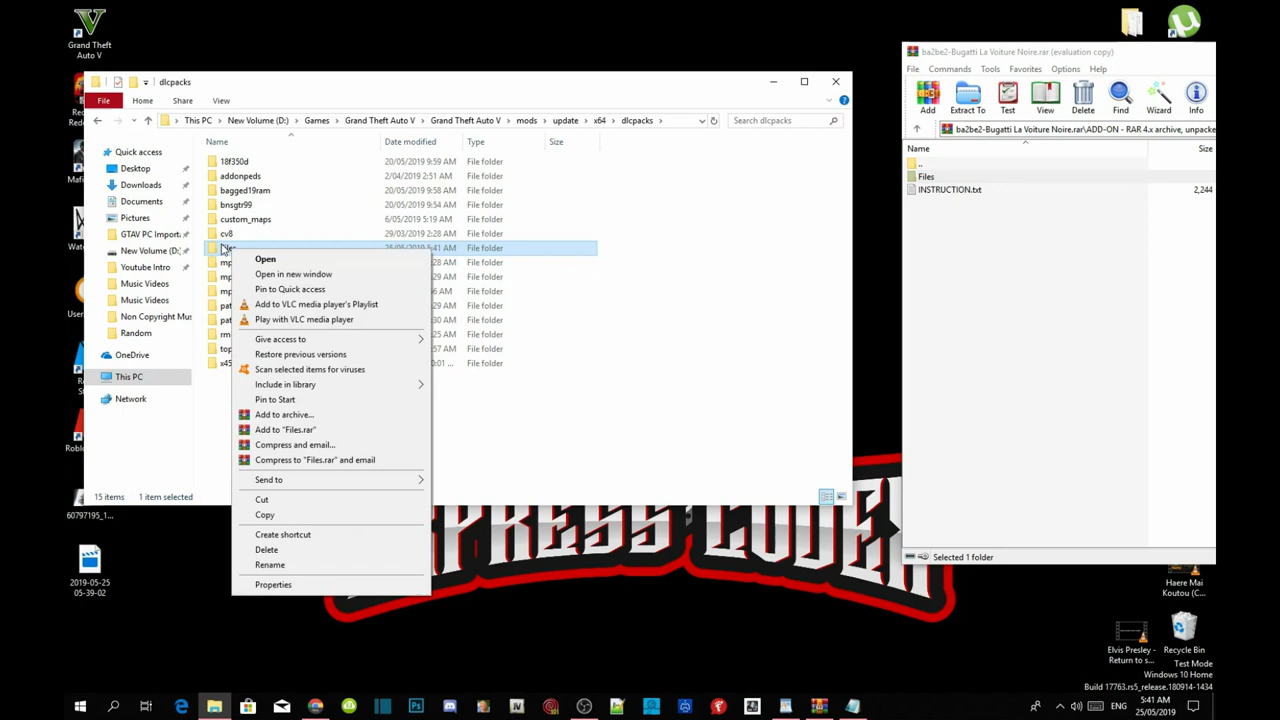 Grand Theft
Auto V
dlcpacks
File
Home
Share
View
This PC
New Volume (D:)
Games
Grand Theft Auto V
Grand Theft Auto V
mods
update
x64
dlcpacks
Search dlcpacks
Name
Date modified
Type
Size
Quick access
Desktop
Downloads
Documents
Pictures
GTAV PC Import
New Volume (D:)
Youtube Intro
Music Videos
Music Videos
Non Copyright Mus
Random
OneDrive
This PC
Network
18f350d 20/05/2019 9:59 AM File folder
addonpeds 2/04/2019 2:51 AM File folder
bagged19ram 20/05/2019 9:58 AM File folder
bnsgtr99 20/05/2019 9:54 AM File folder
custom_maps 6/05/2019 5:19 AM File folder
cv8 29/03/2019 2:28 AM File folder
25/05/2019 5:41 AM File folder
File folder
File folder
File folder
File folder
File folder
File folder
File folder
File folder
Open
Open in new window
Pin to Quick access
Add to VLC media player's Playlist
Play with VLC media player
Give access to
Restore previous versions
Scan selected items for viruses
Include in library
Pin to Start
Add to archive...
Add to "Files.rar"
Compress and email...
Compress to "Files.rar" and email
Send to
Cut
Copy
Create shortcut
Delete
Rename
Properties
15 items
1 item selected
ba2be2-Bugatti La Voiture Noire.rar (evaluation copy)
File Commands Tools Favorites Options Help
Add Extract To Test View Delete Find Wizard Info
ba2be2-Bugatti La Voiture Noire.rar\ADD-ON - RAR 4.x archive, unpacke
Name Size
..
Files
INSTRUCTION.txt 2,244
Selected 1 folder
60797195_1...
2019-05-25
05-39-02
Haere Mai
Koutou (C...
Elvis Presley -
Return to s...
Recycle Bin
Test Mode
Windows 10 Home
Build 17763.rs5_release.180914-1434
ENG
5:41 AM
25/05/2019